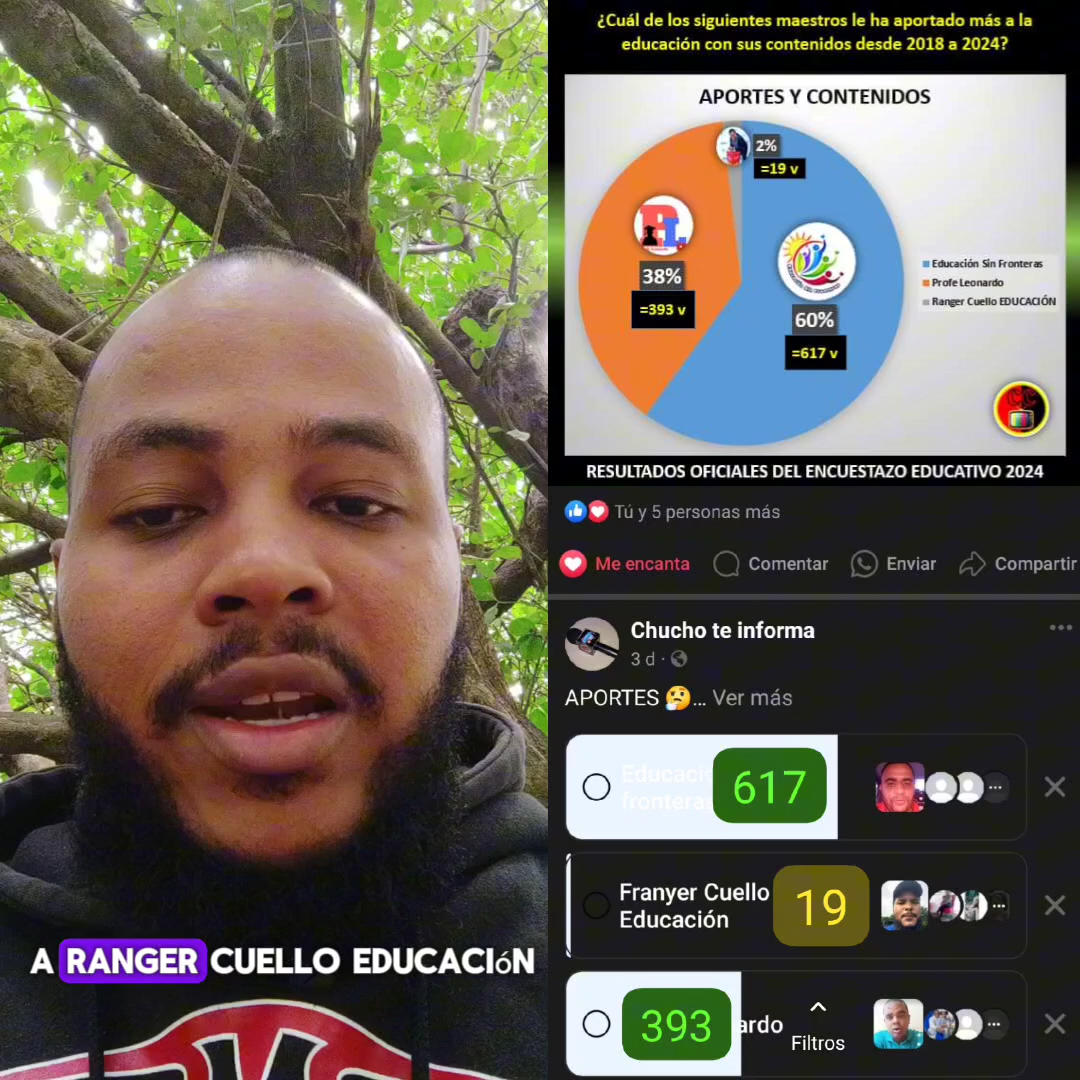 A RANGER CUELLO EDUCACIóN
¿Cuál de los siguientes maestros le ha aportado más a la
educación con sus contenidos desde 2018 a 2024?
APORTES Y CONTENIDOS
2%
=19 v
38%
=393 v
60%
=617 v
Educación Sin Fronteras
Profe Leonardo
Ranger Cuello EDUCACIÓN
RESULTADOS OFICIALES DEL ENCUESTAZO EDUCATIVO 2024
Tú y 5 personas más
Me encanta
Comentar
Enviar
Compartir
Chucho te informa
3 d
APORTES 🤔... Ver más
617
Franyer Cuello
Educación
19
393
ardo
Filtros